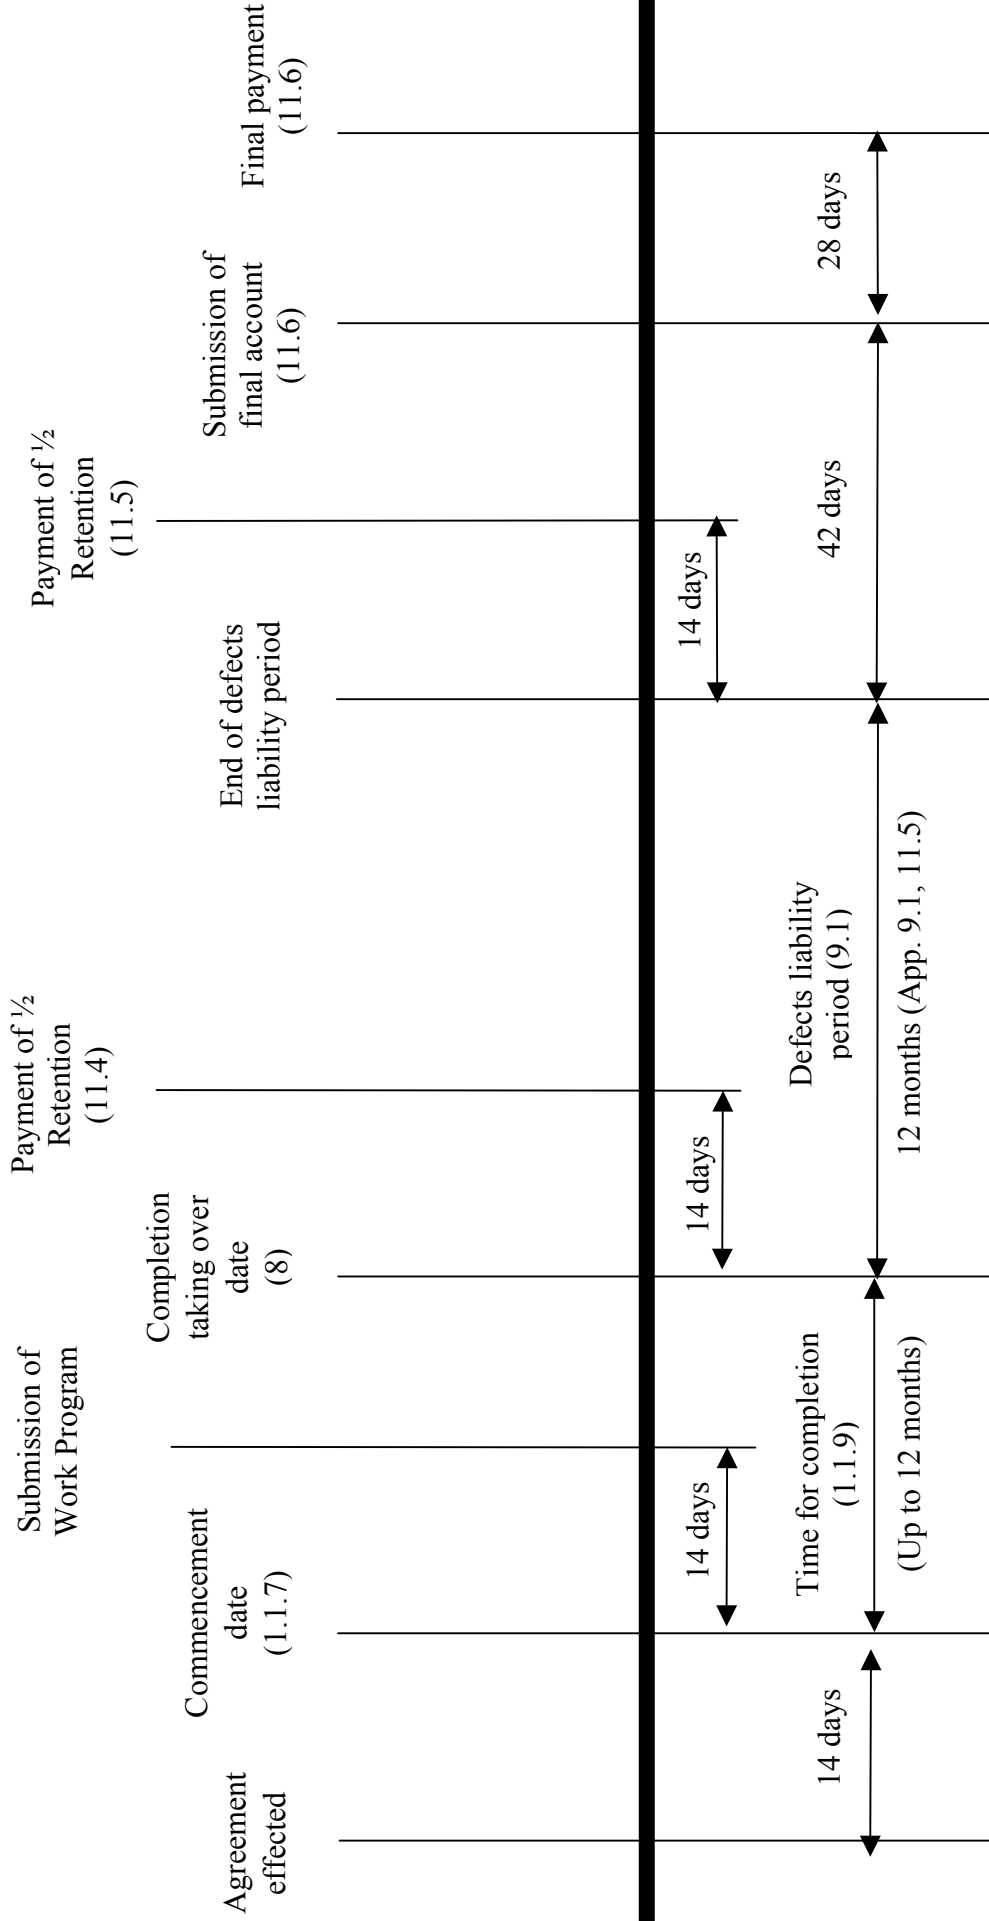 Agreement
effected
Commencement
date
(1.1.7)
Submission of
Work Program
Completion
taking over
date
(8)
Payment of ½
Retention
(11.4)
End of defects
liability period
Payment of ½
Retention
(11.5)
Submission of
final account
(11.6)
Final payment
(11.6)
14 days
14 days
14 days
14 days
Time for completion
(1.1.9)
(Up to 12 months)
Defects liability
period (9.1)
12 months (App. 9.1, 11.5)
42 days
28 days